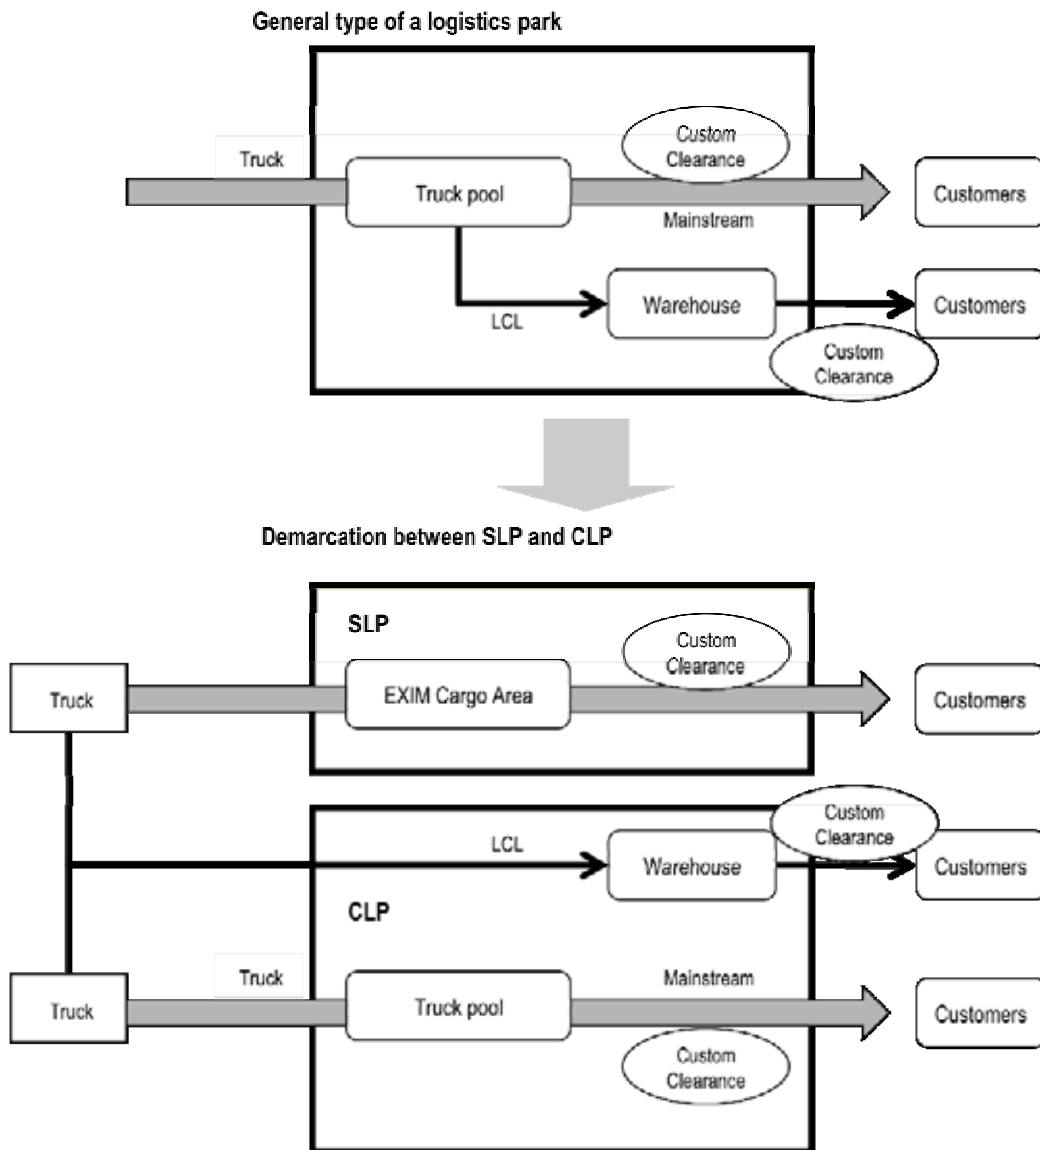 General type of a logistics park
Custom
Clearance
Truck
Truck pool
Customers
Mainstream
LCL
Warehouse
Customers
Custom
Clearance
Demarcation between SLP and CLP
SLP
Custom
Clearance
Truck
EXIM Cargo Area
Customers
Custom
Clearance
LCL
Warehouse
Customers
CLP
Truck
Mainstream
Truck
Truck pool
Customers
Custom
Clearance